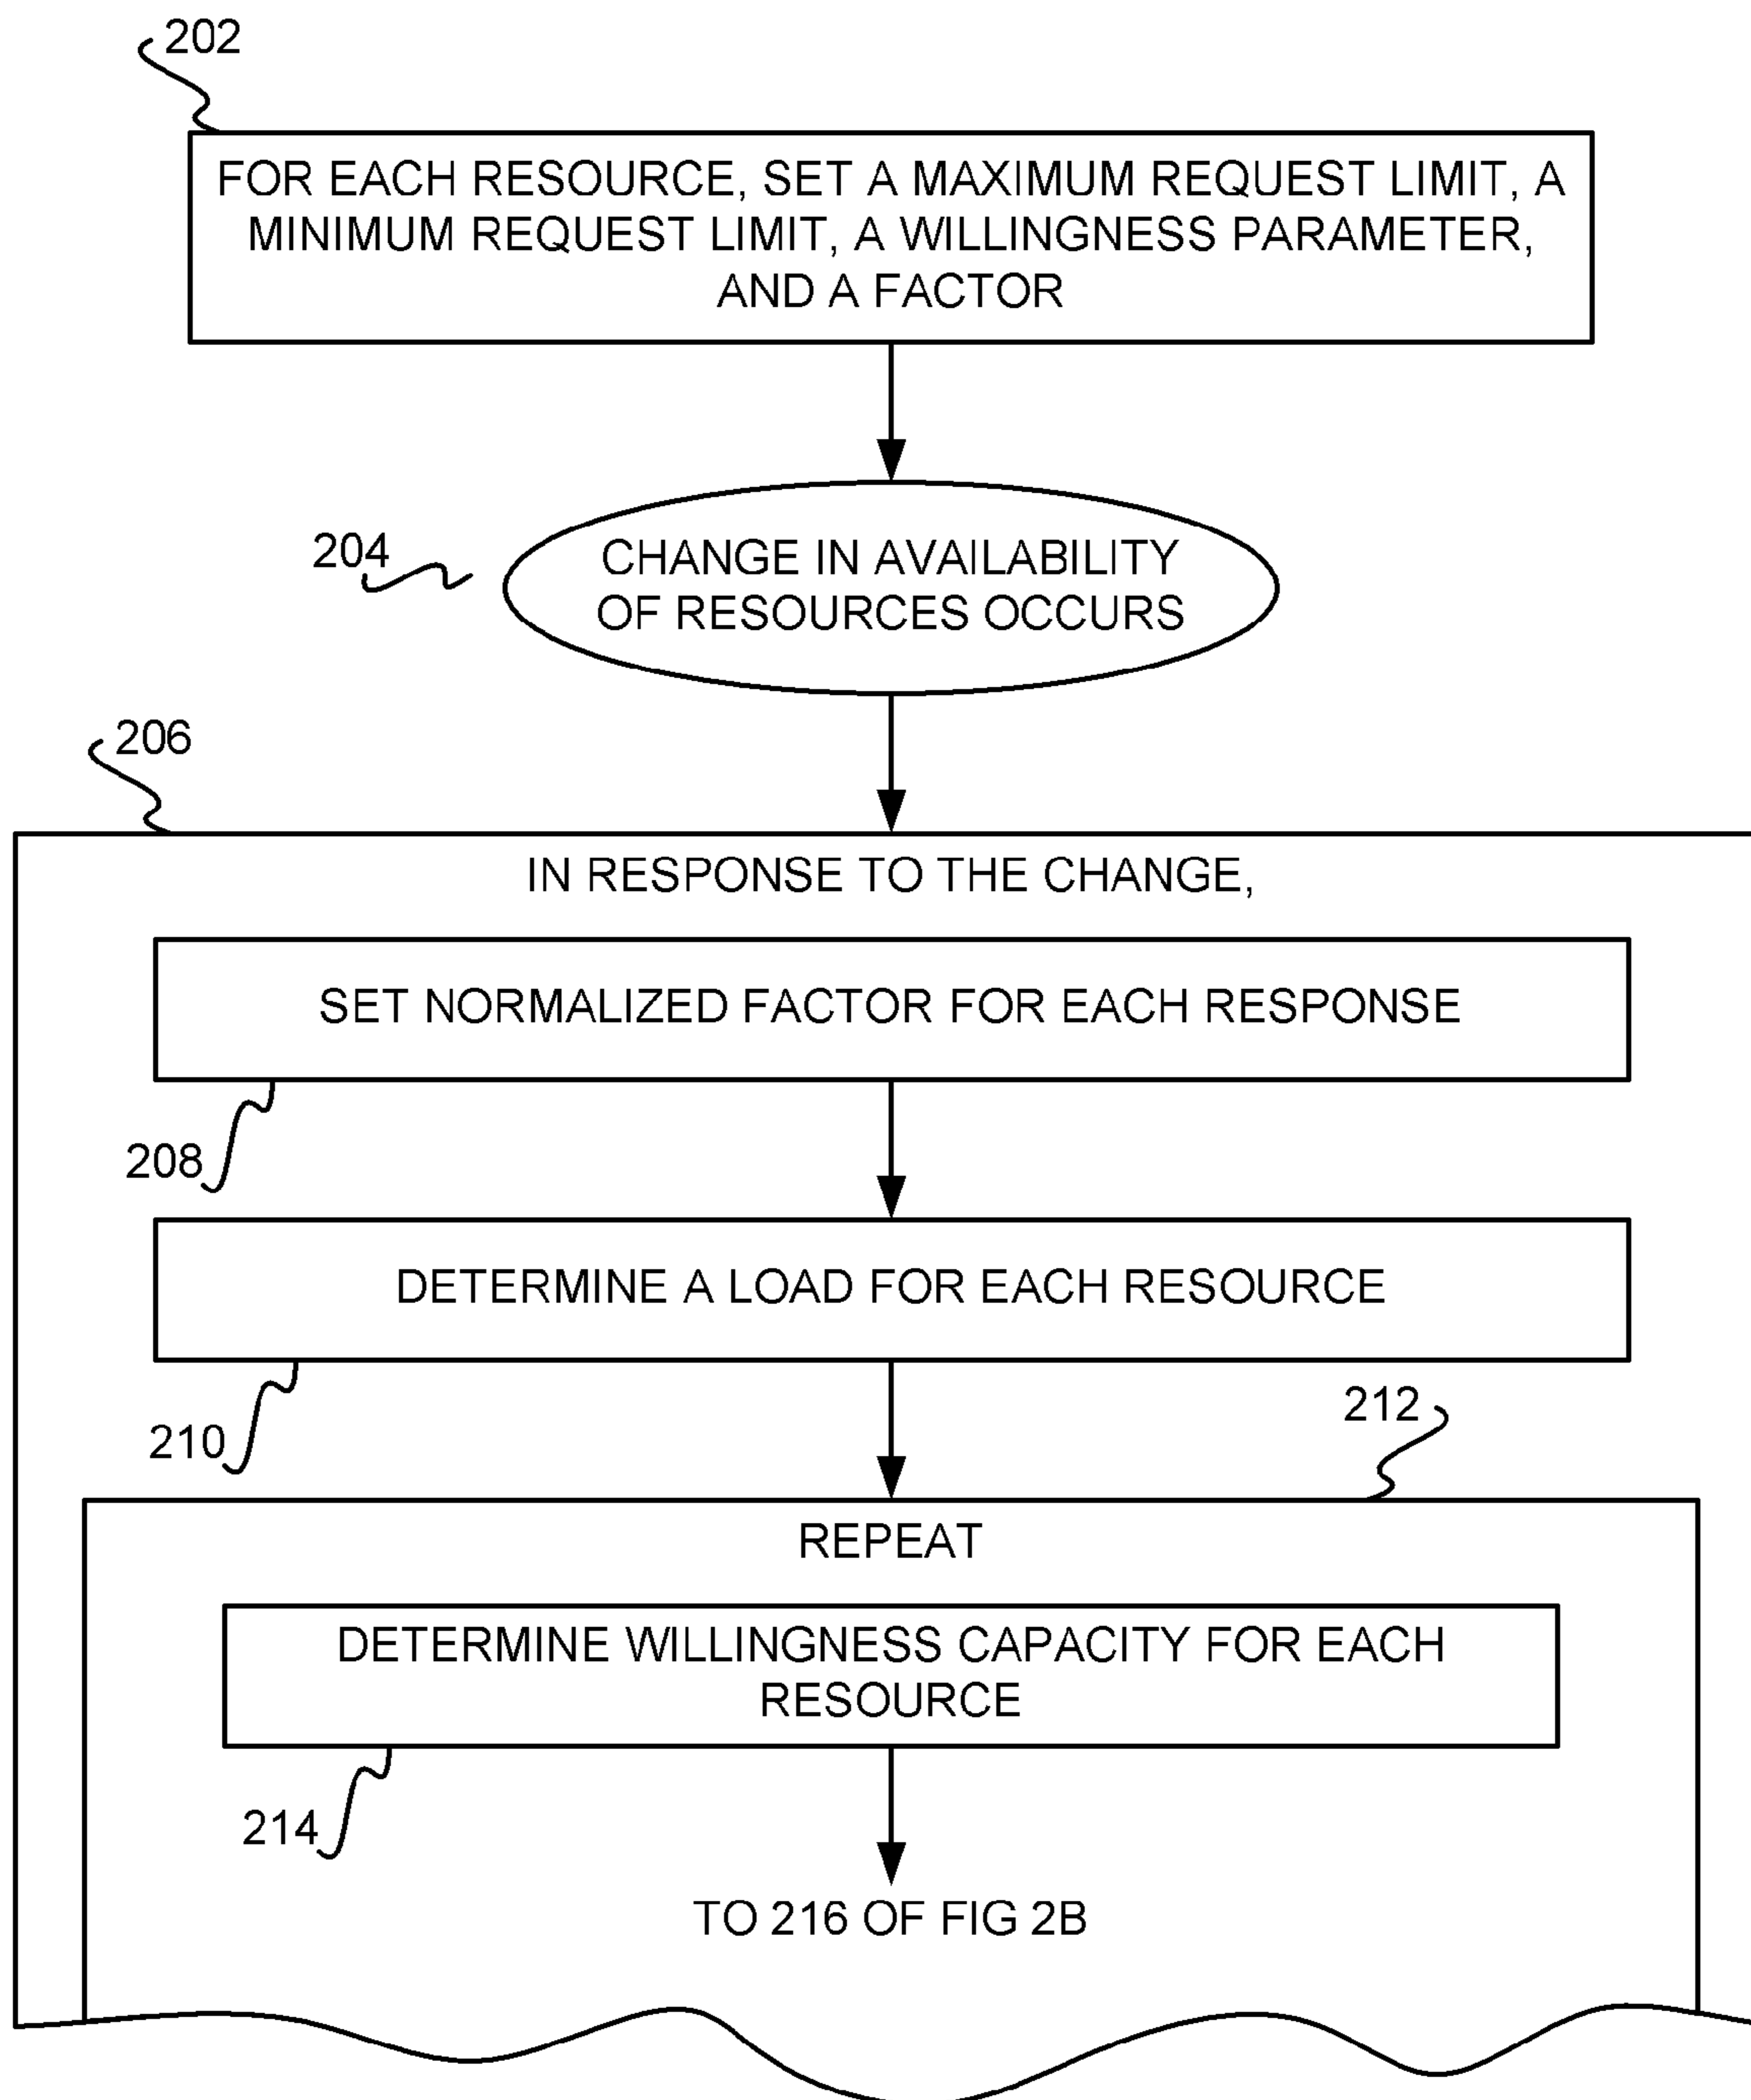 202
FOR EACH RESOURCE, SET A MAXIMUM REQUEST LIMIT, A
MINIMUM REQUEST LIMIT, A WILLINGNESS PARAMETER,
AND A FACTOR
204
CHANGE IN AVAILABILITY
OF RESOURCES OCCURS
206
IN RESPONSE TO THE CHANGE,
SET NORMALIZED FACTOR FOR EACH RESPONSE
208
DETERMINE A LOAD FOR EACH RESOURCE
210
212
REPEAT
DETERMINE WILLINGNESS CAPACITY FOR EACH
RESOURCE
214
TO 216 OF FIG 2B